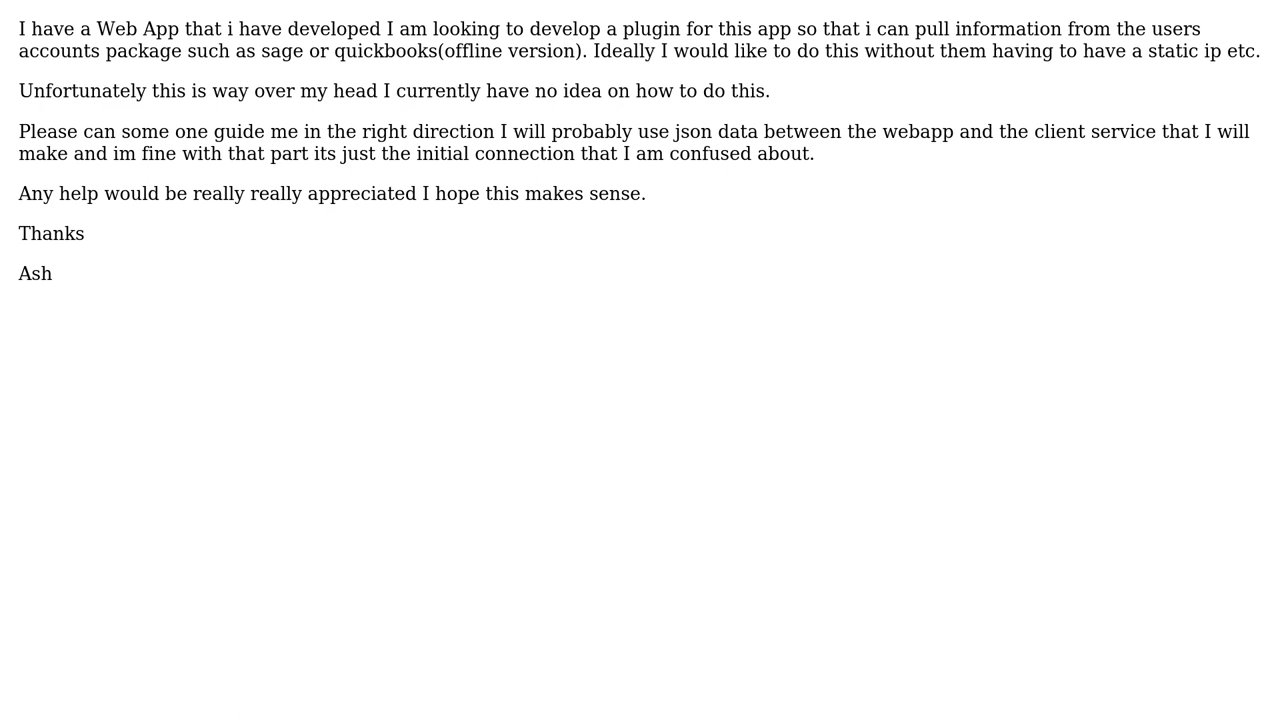 I have a Web App that i have developed I am looking to develop a plugin for this app so that i can pull information from the users
accounts package such as sage or quickbooks(offline version). Ideally I would like to do this without them having to have a static ip etc.
Unfortunately this is way over my head I currently have no idea on how to do this.
Please can some one guide me in the right direction I will probably use json data between the webapp and the client service that I will
make and im fine with that part its just the initial connection that I am confused about.
Any help would be really really appreciated I hope this makes sense.
Thanks
Ash